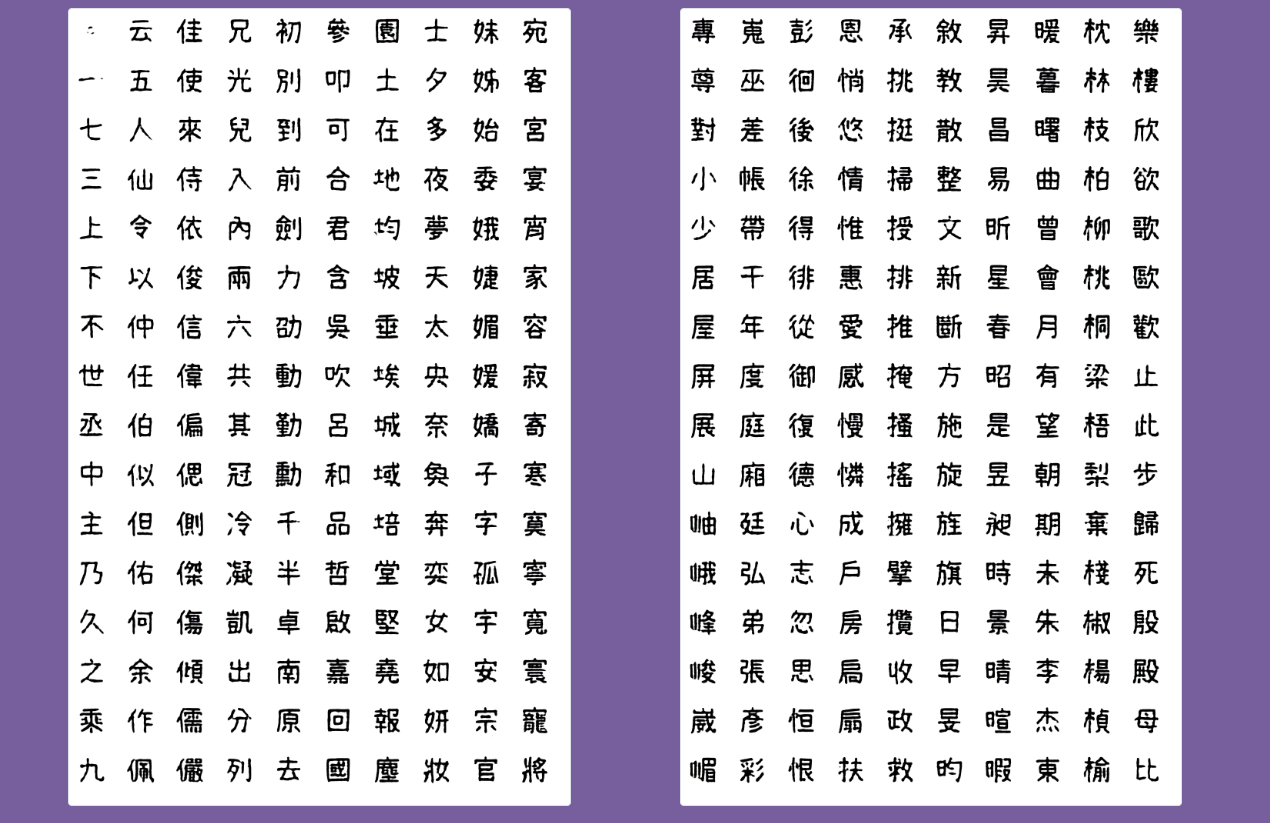 云 佳 兄 初 參 園 士 妹 宛
一 五 使 光 別 叩 土 夕 姊 客
七 人 來 兒 到 可 在 多 始 宮
三 仙 侍 入 前 合 地 夜 委 宴
上 令 依 內 劍 君 均 夢 娥 宵
下 以 俊 兩 力 含 坡 天 婕 家
不 仲 信 六 劭 吳 垂 太 媚 容
世 任 偉 共 動 吹 埃 央 媛 寂
丞 伯 偏 其 勤 呂 城 奈 嬌 寄
中 似 偲 冠 勳 和 域 奐 子 寒
主 但 側 冷 千 品 培 奔 字 寞
乃 佑 傑 凝 半 哲 堂 奕 孤 寧
久 何 傷 凱 卓 啟 堅 女 宇 寬
之 余 傾 出 南 嘉 堯 如 安 寰
乘 作 儒 分 原 回 報 妍 宗 寵
九 佩 儼 列 去 國 塵 妝 官 將
專 嵬 彭 恩 承 敘 昇 暖 枕 樂
尊 巫 徊 悄 挑 教 昊 暮 林 樓
對 差 後 悠 挺 散 昌 曙 枝 欣
小 帳 徐 情 掃 整 易 曲 柏 欲
少 帶 得 惟 授 文 昕 曾 柳 歌
居 干 徘 惠 排 新 星 會 桃 歐
屋 年 從 愛 推 斷 春 月 桐 歡
屏 度 御 感 掩 方 昭 有 梁 止
展 庭 復 慢 搔 施 是 望 梧 此
山 廂 德 憐 搖 旋 昱 朝 梨 步
岫 廷 心 成 擁 旌 昶 期 棄 歸
峨 弘 志 戶 擘 旗 時 未 棧 死
峰 弟 忽 房 攬 日 景 朱 椒 殷
峻 張 思 扃 收 早 晴 李 楊 殿
崴 彥 恒 扇 政 旻 暄 杰 楨 母
嵋 彩 恨 扶 救 昀 暇 東 榆 比